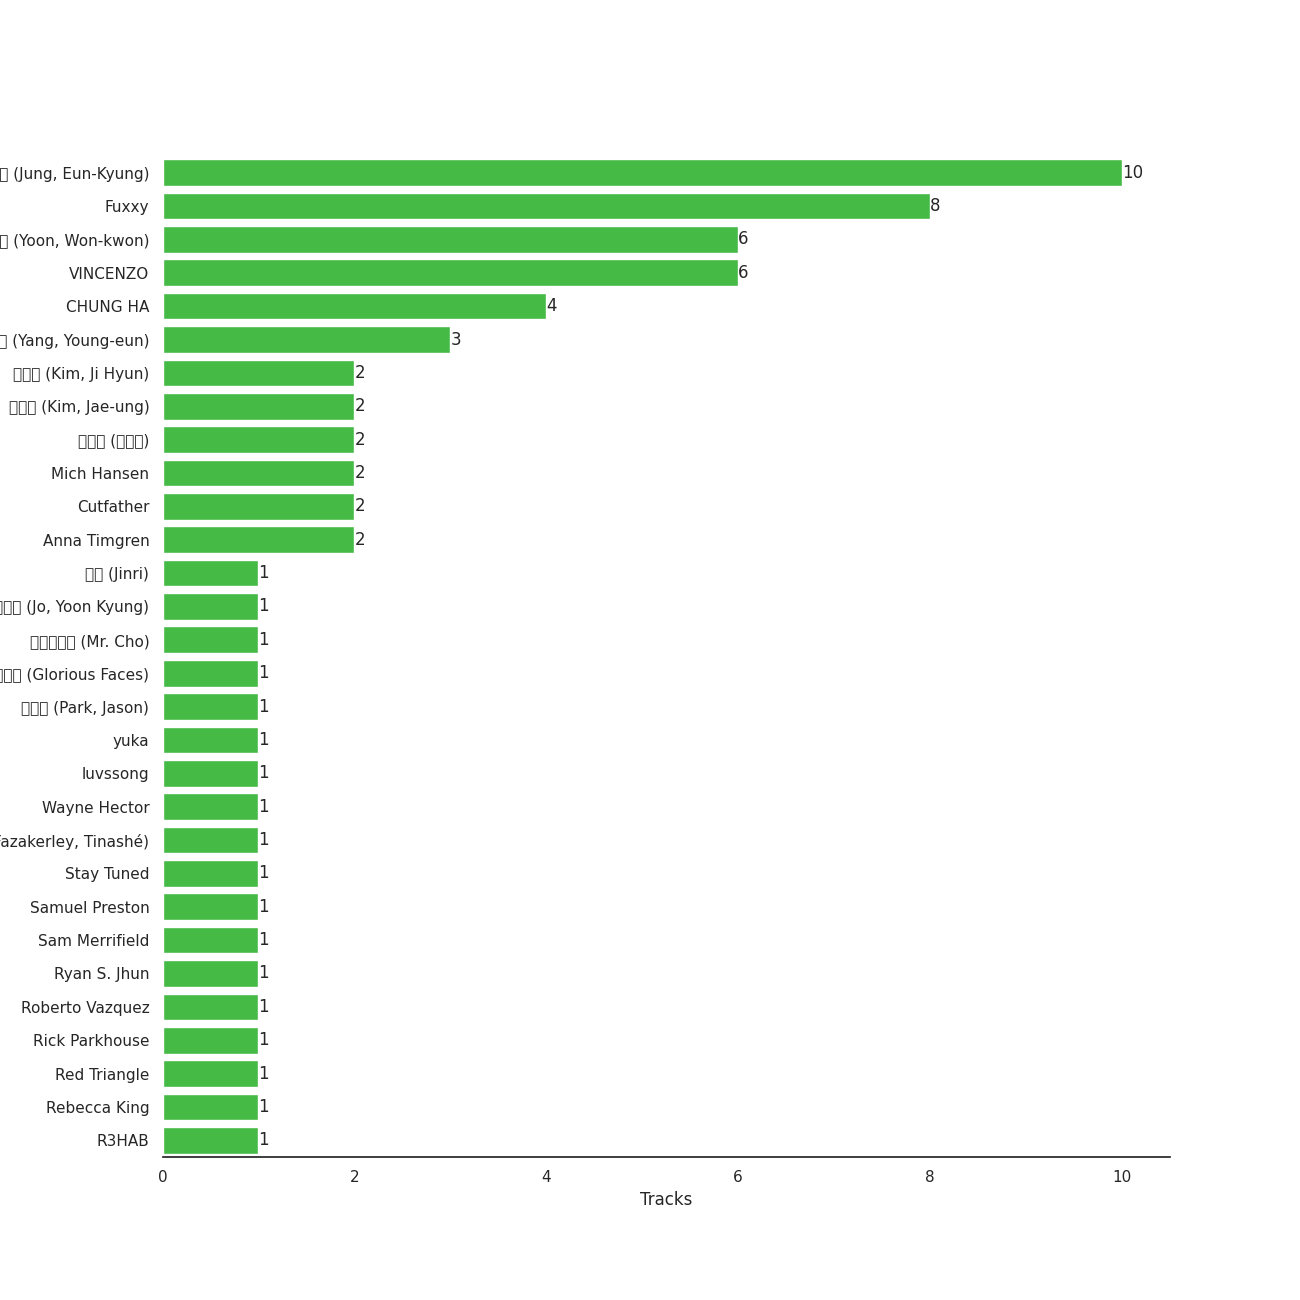 (Jung, Eun-Kyung)
10
Fuxxy
8
(Yoon, Won-kwon)
6
VINCENZO
6
CHUNG HA
4
(Yang, Young-eun)
3
(Kim, Ji Hyun)
2
(Kim, Jae-ung)
2
2
Mich Hansen
2
Cutfather
2
Anna Timgren
2
(Jinri)
1
(Jo, Yoon Kyung)
1
(Mr. Cho)
1
(Glorious Faces)
1
(Park, Jason)
1
yuka
1
luvssong
1
Wayne Hector
1
Tinashé)
1
Stay Tuned
1
Samuel Preston
1
Sam Merrifield
1
Ryan S. Jhun
1
Roberto Vazquez
1
Rick Parkhouse
1
Red Triangle
1
Rebecca King
1
R3HAB
1
0 2 4 6 8 10
Tracks